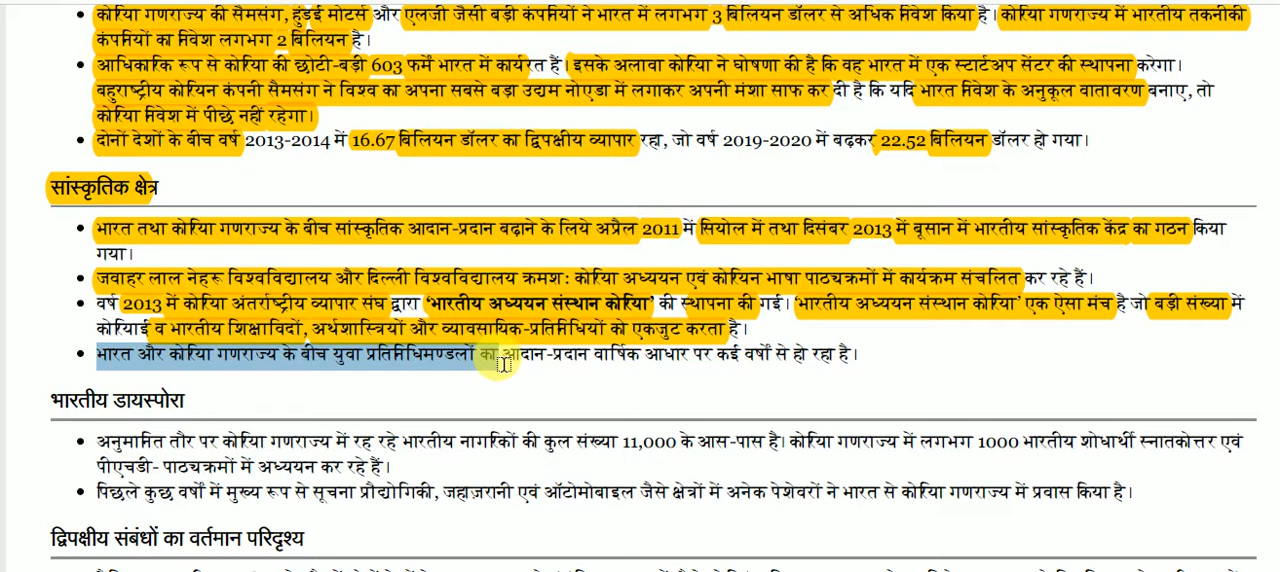 कोरिया गणराज्य की सैमसंग, हुंडई मोटर्स और एलजी जैसी बड़ी कंपनियों ने भारत में लगभग 3 बिलियन डॉलर से अधिक निवेश किया है। कोरिया गणराज्य में भारतीय तकनीकी
कंपनियों का निवेश लगभग 2 बिलियन है।
आधिकारिक रूप से कोरिया की छोटी-बड़ी 603 फर्में भारत में कार्यरत हैं। इसके अलावा कोरिया ने घोषणा की है कि वह भारत में एक स्टार्टअप सेंटर की स्थापना करेगा।
बहुराष्ट्रीय कोरियन कंपनी सैमसंग ने विश्व का अपना सबसे बड़ा उद्यम नोएडा में लगाकर अपनी मंशा साफ कर दी है कि यदि भारत निवेश के अनुकूल वातावरण बनाए, तो
कोरिया निवेश में पीछे नहीं रहेगा।
दोनों देशों के बीच वर्ष 2013-2014 में 16.67 बिलियन डॉलर का द्विपक्षीय व्यापार रहा, जो वर्ष 2019-2020 में बढ़कर 22.52 बिलियन डॉलर हो गया।
सांस्कृतिक क्षेत्र
भारत तथा कोरिया गणराज्य के बीच सांस्कृतिक आदान-प्रदान बढ़ाने के लिये अप्रैल 2011 में सियोल में तथा दिसंबर 2013 में बूसान में भारतीय सांस्कृतिक केंद्र का गठन किया
गया।
जवाहर लाल नेहरू विश्वविद्यालय और दिल्ली विश्वविद्यालय क्रमश: कोरिया अध्ययन एवं कोरियन भाषा पाठ्यक्रमों में कार्यक्रम संचलित कर रहे हैं।
वर्ष 2013 में कोरिया अंतर्राष्ट्रीय व्यापार संघ द्वारा 'भारतीय अध्ययन संस्थान कोरिया' की स्थापना की गई। 'भारतीय अध्ययन संस्थान कोरिया' एक ऐसा मंच है जो बड़ी संख्या में
कोरियाई व भारतीय शिक्षाविदों, अर्थशास्त्रियों और व्यावसायिक-प्रतिनिधियों को एकजुट करता है।
भारत और कोरिया गणराज्य के बीच युवा प्रतिनिधिमण्डलों का आदान-प्रदान वार्षिक आधार पर कई वर्षों से हो रहा है।
भारतीय डायस्पोरा
अनुमानित तौर पर कोरिया गणराज्य में रह रहे भारतीय नागरिकों की कुल संख्या 11,000 के आस-पास है। कोरिया गणराज्य में लगभग 1000 भारतीय शोधार्थी स्नातकोत्तर एवं
पीएचडी- पाठ्यक्रमों में अध्ययन कर रहे हैं।
पिछले कुछ वर्षों में मुख्य रूप से सूचना प्रौद्योगिकी, जहाज़रानी एवं ऑटोमोबाइल जैसे क्षेत्रों में अनेक पेशेवरों ने भारत से कोरिया गणराज्य में प्रवास किया है।
द्विपक्षीय संबंधों का वर्तमान परिदृश्य